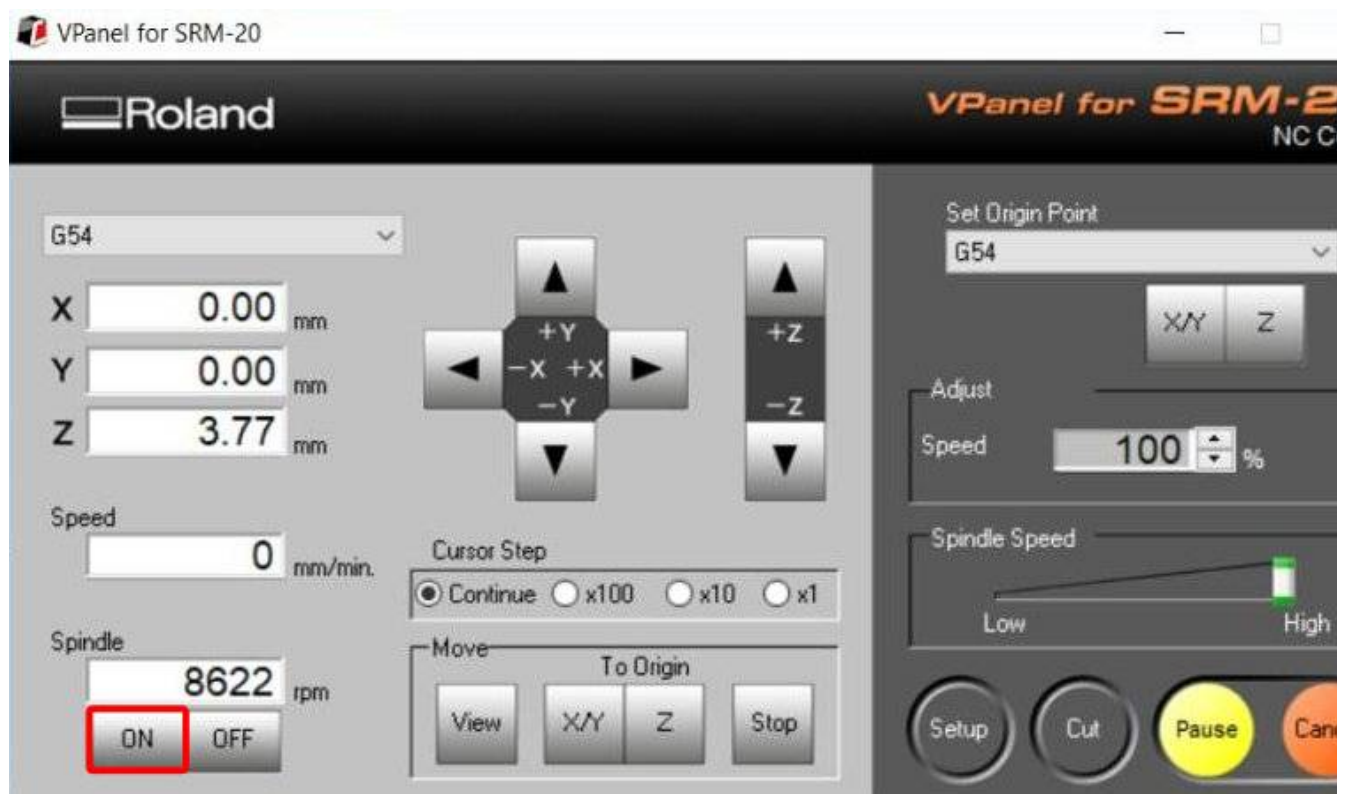 VPanel for SRM-20
Roland
VPanel for SRM-2
NC C
G54
X 0.00 mm
Y 0.00 mm
Z 3.77 mm
+Y
-X +X
-Y
+Z
-Z
Speed
0 mm/min.
Cursor Step
Continue x100 x10 x1
Spindle
8622 rpm
ON OFF
Move
To Origin
View X/Y Z Stop
Set Origin Point
G54
X/Y Z
Adjust
Speed 100 %
Spindle Speed
Low High
Setup Cut Pause Can